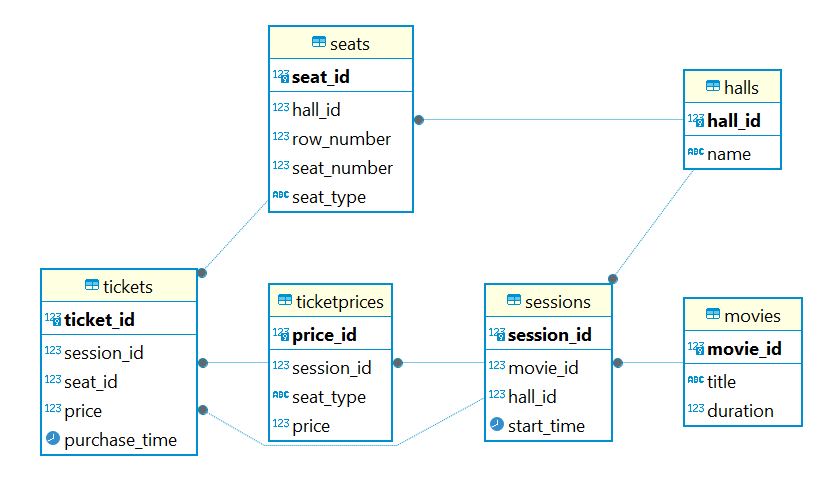 seats
123 seat_id
123 hall_id
123 row_number
123 seat_number
ABC seat_type
halls
123 hall_id
ABC name
tickets
123 ticket_id
123 session_id
123 seat_id
123 price
purchase_time
ticketprices
123 price_id
123 session_id
ABC seat_type
123 price
sessions
123 session_id
123 movie_id
123 hall_id
start_time
movies
123 movie_id
ABC title
123 duration